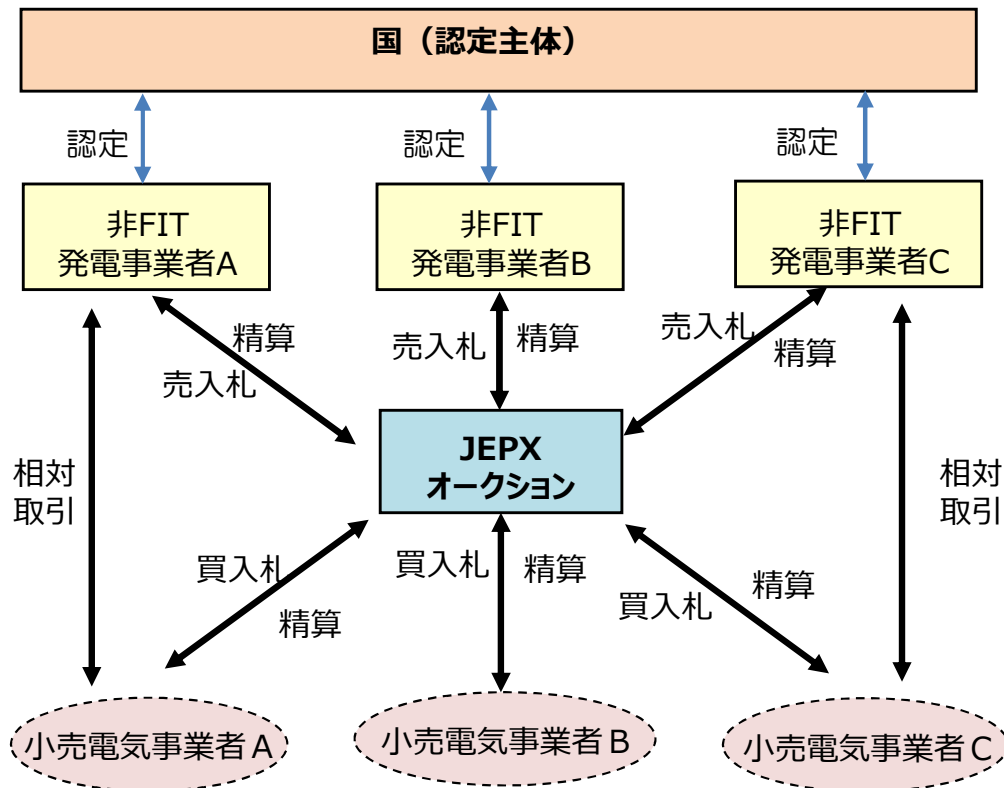 国（認定主体）
認定
認定
認定
非FIT
発電事業者A
非FIT
発電事業者B
非FIT
発電事業者C
精算
売入札
売入札
精算
売入札
精算
JEPX
オークション
相対
取引
相対
取引
買入札
精算
買入札
精算
精算
買入札
小売電気事業者A
小売電気事業者B
小売電気事業者C